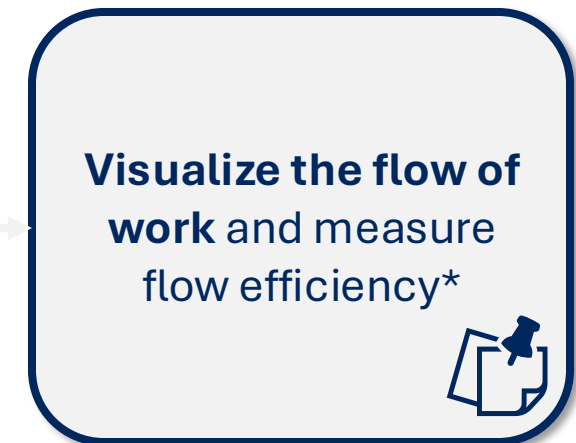 Visualize the flow of
work and measure
flow efficiency*